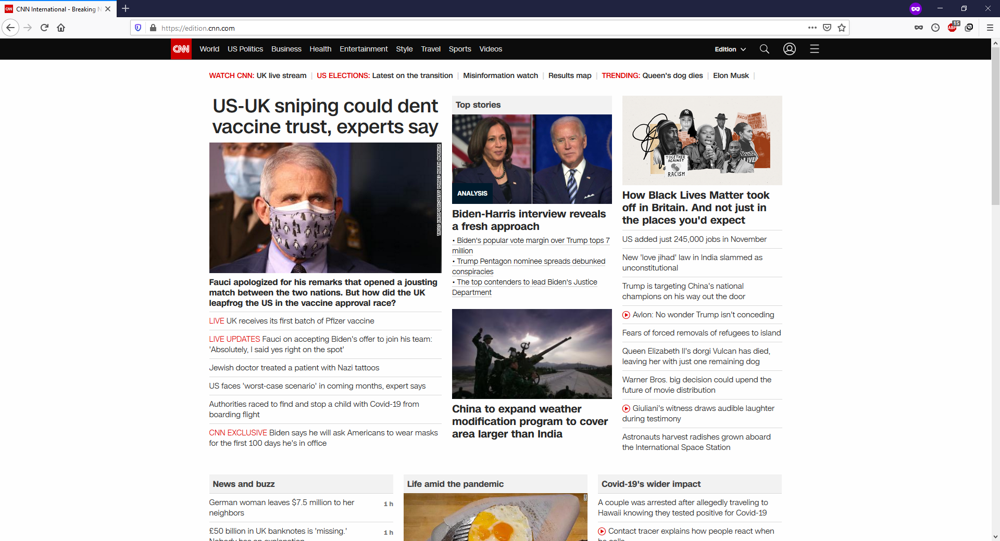 CNN International - Breaking N
https://edition.cnn.com
15
ABP
CNN World US Politics Business Health Entertainment Style Travel Sports Videos Edition
WATCH CNN: UK live stream | US ELECTIONS: Latest on the transition | Misinformation watch | Results map | TRENDING: Queen's dog dies | Elon Musk |
US-UK sniping could dent
vaccine trust, experts say
TASOS KATOPODIS/GETTY IMAGES NORTH AMERICA
Fauci apologized for his remarks that opened a jousting
match between the two nations. But how did the UK
leapfrog the US in the vaccine approval race?
LIVE UK receives its first batch of Pfizer vaccine
LIVE UPDATES Fauci on accepting Biden's offer to join his team:
'Absolutely, I said yes right on the spot'
Jewish doctor treated a patient with Nazi tattoos
US faces 'worst-case scenario' in coming months, expert says
Authorities raced to find and stop a child with Covid-19 from
boarding flight
CNN EXCLUSIVE Biden says he will ask Americans to wear masks
for the first 100 days he's in office
Top stories
ANALYSIS
Biden-Harris interview reveals
a fresh approach
• Biden's popular vote margin over Trump tops 7
million
• Trump Pentagon nominee spreads debunked
conspiracies
• The top contenders to lead Biden's Justice
Department
China to expand weather
modification program to cover
area larger than India
TOGETHER
AGAINST
RACISM
How Black Lives Matter took
off in Britain. And not just in
the places you'd expect
US added just 245,000 jobs in November
New 'love jihad' law in India slammed as
unconstitutional
Trump is targeting China's national
champions on his way out the door
Avlon: No wonder Trump isn't conceding
Fears of forced removals of refugees to island
Queen Elizabeth II's dorgi Vulcan has died,
leaving her with just one remaining dog
Warner Bros. big decision could upend the
future of movie distribution
Giuliani's witness draws audible laughter
during testimony
Astronauts harvest radishes grown aboard
the International Space Station
News and buzz
German woman leaves $7.5 million to her
neighbors
1 h
£50 billion in UK banknotes is 'missing.'
1 h
Nobody has an explanation
Life amid the pandemic
CNN
Covid-19's wider impact
A couple was arrested after allegedly traveling to
Hawaii knowing they tested positive for Covid-19
Contact tracer explains how people react when
he calls